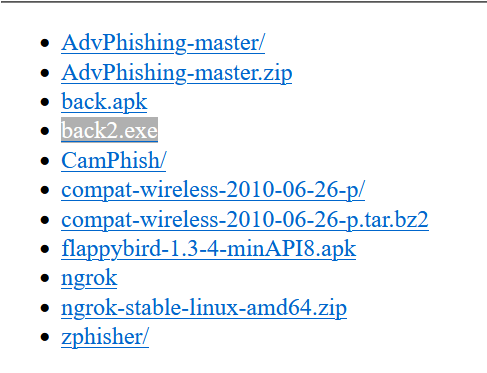 AdvPhishing-master/
AdvPhishing-master.zip
back.apk
back2.exe
CamPhish/
compat-wireless-2010-06-26-p/
compat-wireless-2010-06-26-p.tar.bz2
flappybird-1.3-4-minAPI8.apk
ngrok
ngrok-stable-linux-amd64.zip
zphisher/